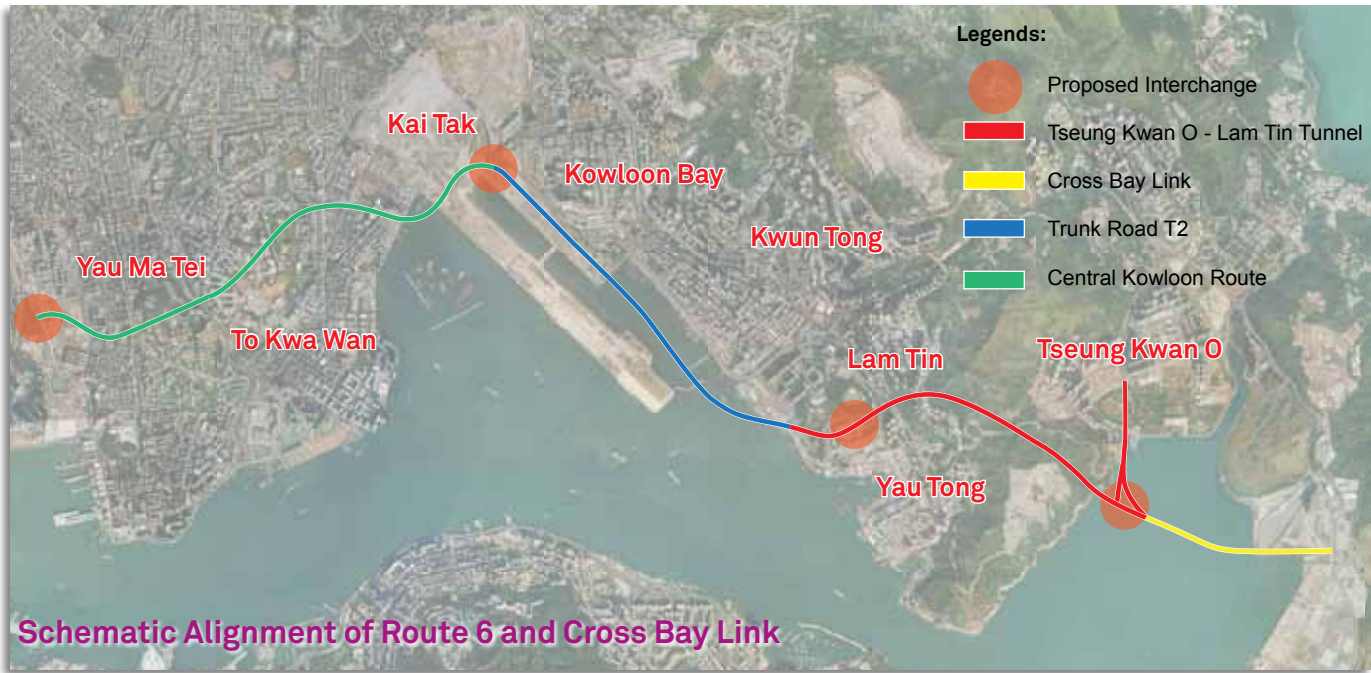 Legends:
Proposed Interchange
Tseung Kwan O - Lam Tin Tunnel
Cross Bay Link
Trunk Road T2
Central Kowloon Route
Kai Tak
Kowloon Bay
Kwun Tong
Yau Ma Tei
To Kwa Wan
Lam Tin
Tseung Kwan O
Yau Tong
Schematic Alignment of Route 6 and Cross Bay Link